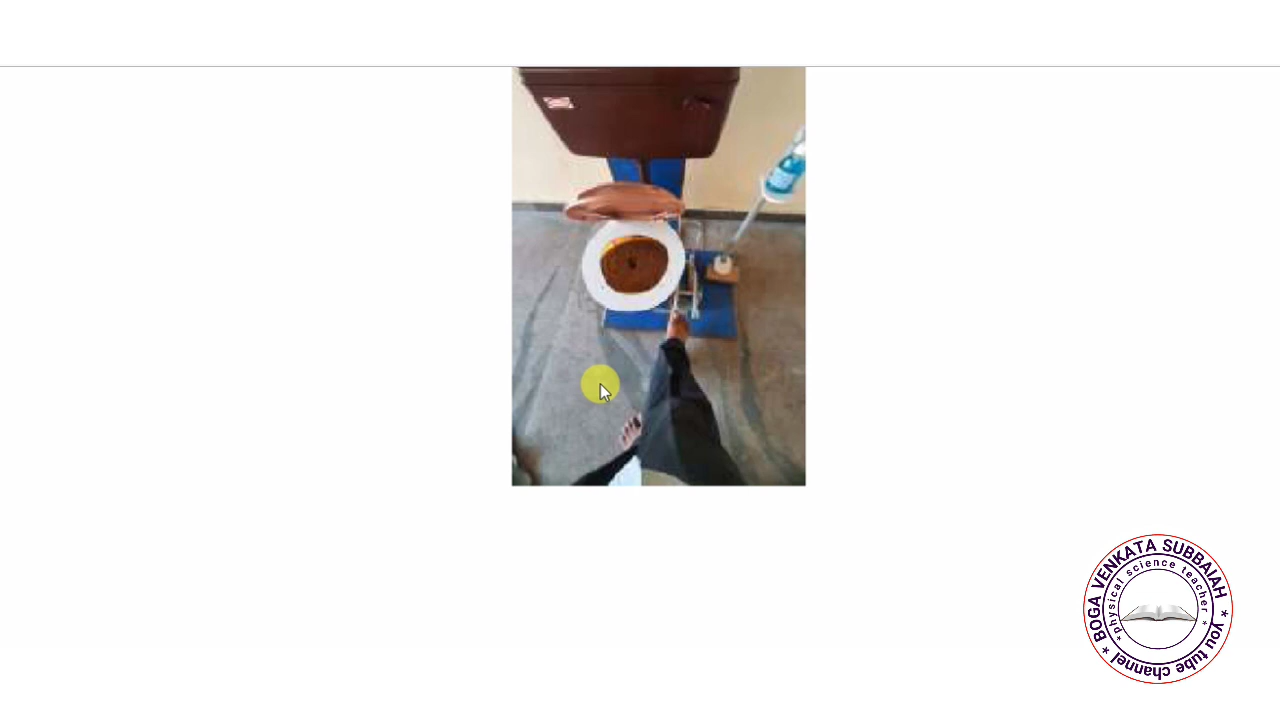 BOGA VENKATA SUBBAIAH * you tube channel *
*physical science teacher *